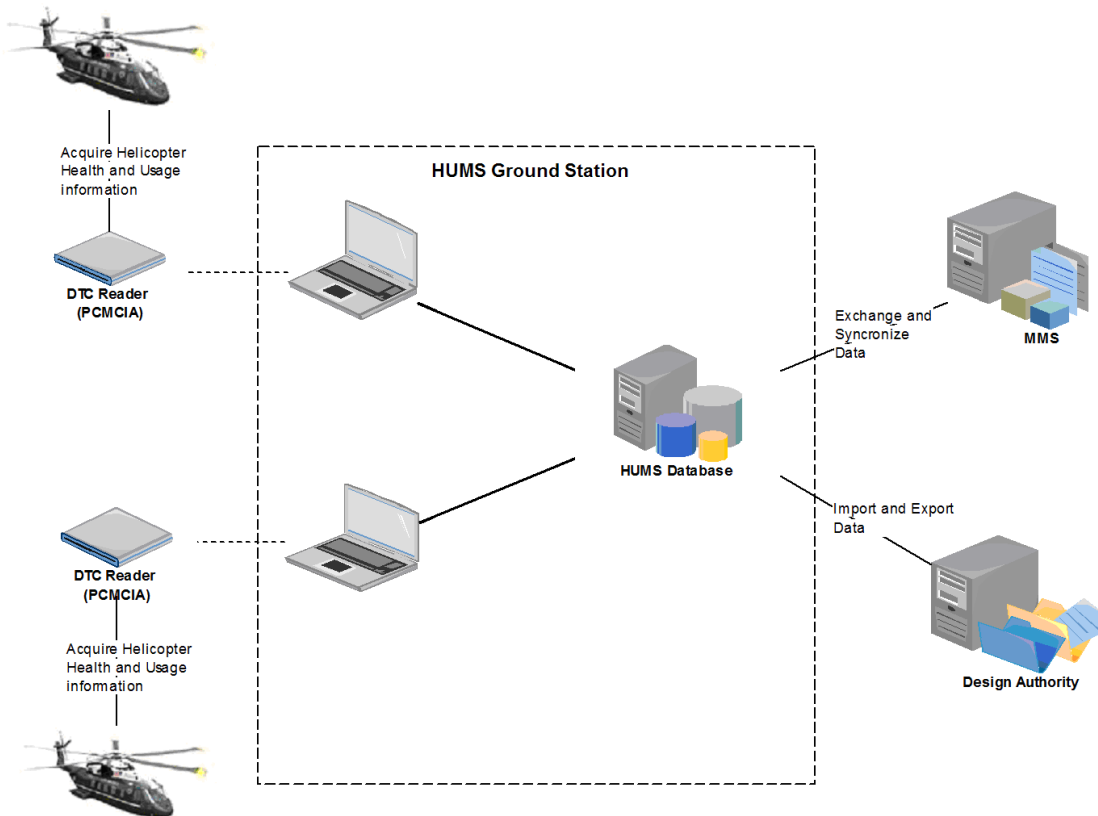 Acquire Helicopter
Health and Usage
information
HUMS Ground Station
DTC Reader
(PCMCIA)
Exchange and
Syncronize
Data
MMS
HUMS Database
Import and Export
Data
DTC Reader
(PCMCIA)
Acquire Helicopter
Health and Usage
information
Design Authority